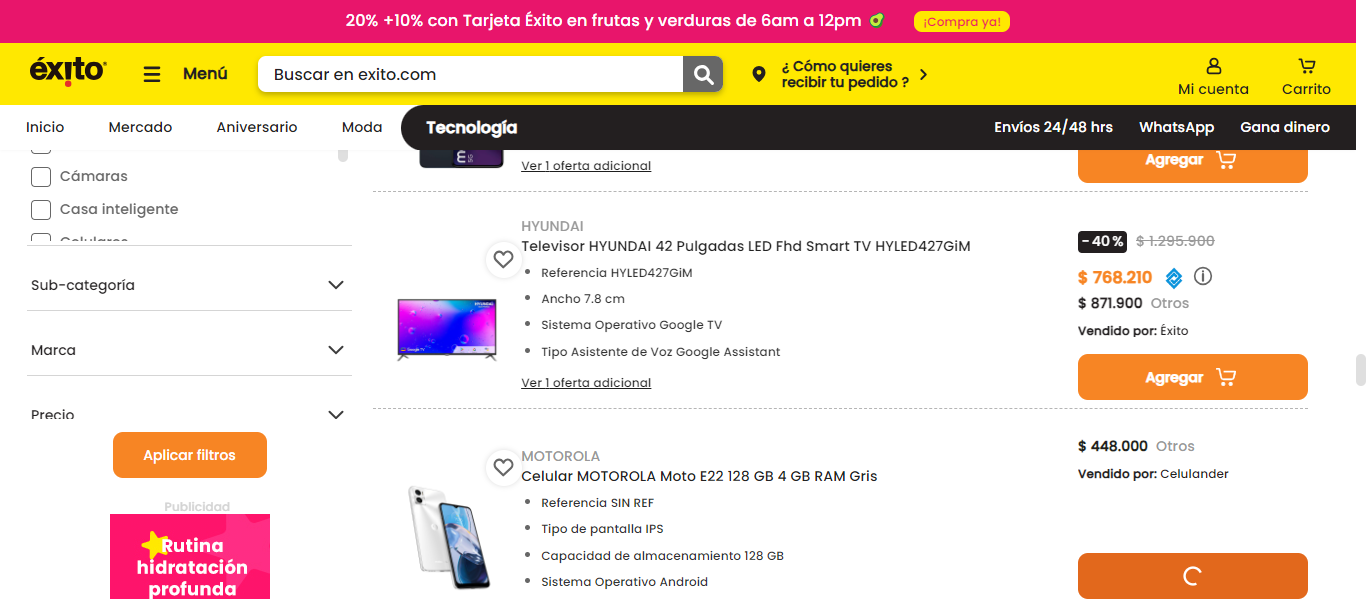 20% +10% con Tarjeta Éxito en frutas y verduras de 6am a 12pm ¡Compra ya!
éxito
Menú
Buscar en exito.com
¿ Cómo quieres
recibir tu pedido ?
Mi cuenta
Carrito
Inicio Mercado Aniversario Moda Tecnología Envíos 24/48 hrs WhatsApp Gana dinero
Cámaras
Casa inteligente
Celulares
Sub-categoría
Marca
Precio
Aplicar filtros
Publicidad
Rutina
hidratación
profunda
Ver 1 oferta adicional
Agregar
HYUNDAI
Televisor HYUNDAI 42 Pulgadas LED Fhd Smart TV HYLED427GiM
Referencia HYLED427GiM
Ancho 7.8 cm
Sistema Operativo Google TV
Tipo Asistente de Voz Google Assistant
Ver 1 oferta adicional
- 40 % $ 1.295.900
$ 768.210
$ 871.900 Otros
Vendido por: Éxito
Agregar
MOTOROLA
Celular MOTOROLA Moto E22 128 GB 4 GB RAM Gris
Referencia SIN REF
Tipo de pantalla IPS
Capacidad de almacenamiento 128 GB
Sistema Operativo Android
$ 448.000 Otros
Vendido por: Celulander